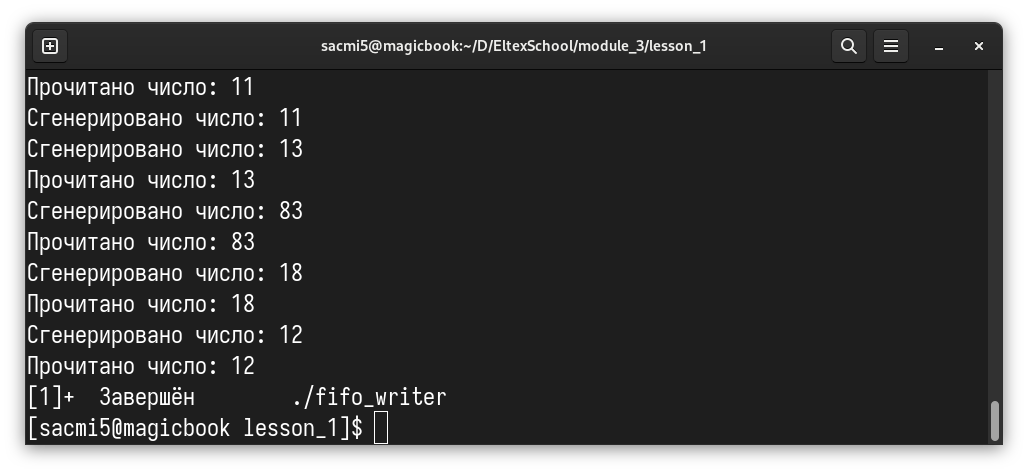 sacmi5@magicbook:~/D/EltexSchool/module_3/lesson_1
Прочитано число: 11
Сгенерировано число: 11
Сгенерировано число: 13
Прочитано число: 13
Сгенерировано число: 83
Прочитано число: 83
Сгенерировано число: 18
Прочитано число: 18
Сгенерировано число: 12
Прочитано число: 12
[1]+  Завершён        ./fifo_writer
[sacmi5@magicbook lesson_1]$